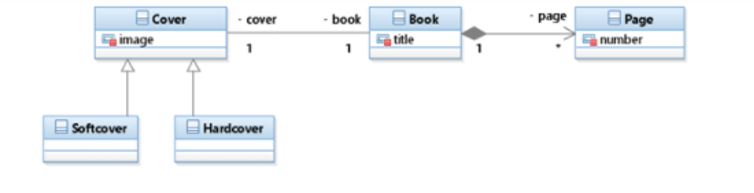 Cover
image
- cover
1
- book
1
Book
title
1
- page
*
Page
number
Softcover
Hardcover